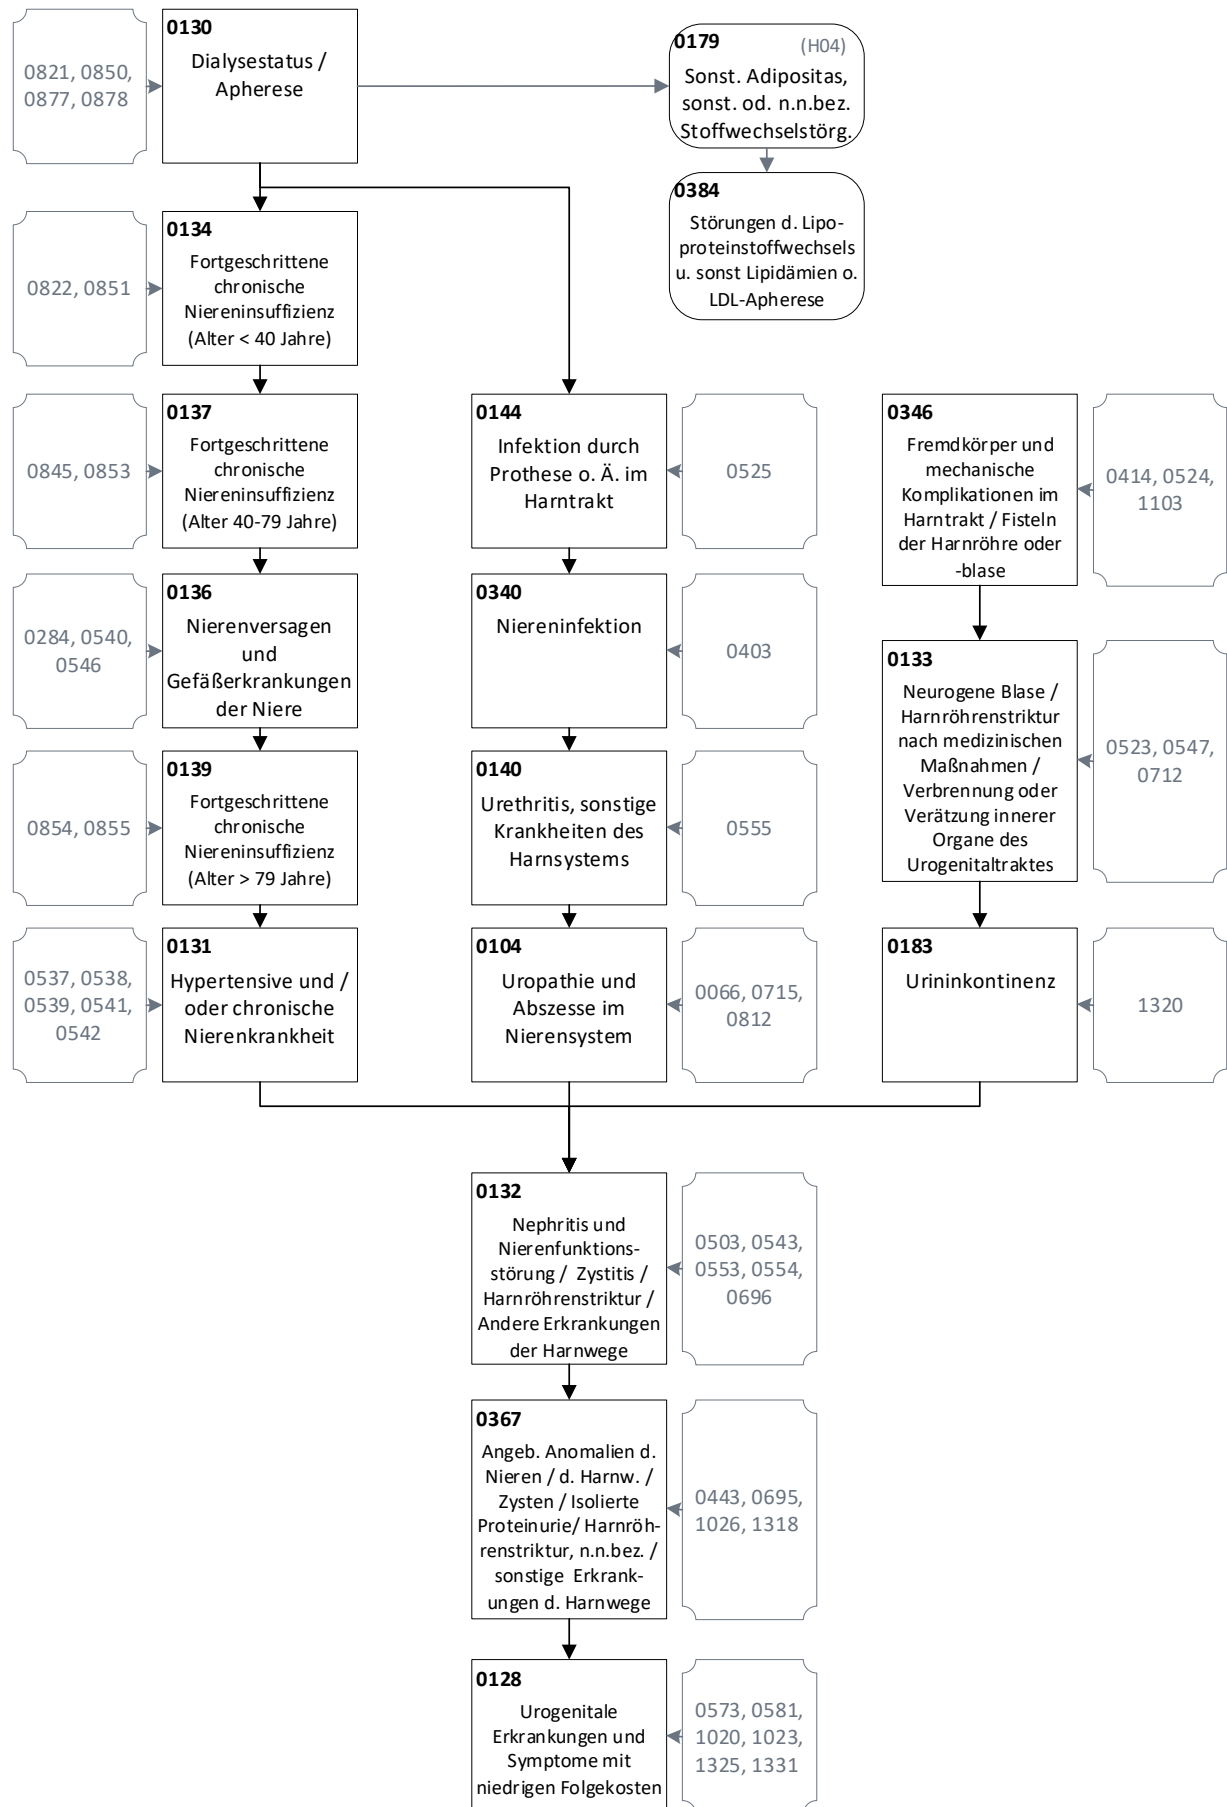 0821, 0850,
0877, 0878
0130
Dialysestatus /
Apherese
0179 (H04)
Sonst. Adipositas,
sonst. od. n.n.bez.
Stoffwechselstörg.
0384
Störungen d. Lipo-
proteinstoffwechsels
u. sonst Lipidämien o.
LDL-Apherese
0822, 0851
0134
Fortgeschrittene
chronische
Niereninsuffizienz
(Alter < 40 Jahre)
0845, 0853
0137
Fortgeschrittene
chronische
Niereninsuffizienz
(Alter 40-79 Jahre)
0144
Infektion durch
Prothese o. Ä. im
Harntrakt
0525
0346
Fremdkörper und
mechanische
Komplikationen im
Harntrakt / Fisteln
der Harnröhre oder
-blase
0414, 0524,
1103
0284, 0540,
0546
0136
Nierenversagen
und
Gefäßerkrankungen
der Niere
0340
Niereninfektion
0403
0133
Neurogene Blase /
Harnröhrenstriktur
nach medizinischen
Maßnahmen /
Verbrennung oder
Verätzung innerer
Organe des
Urogenitaltraktes
0523, 0547,
0712
0854, 0855
0139
Fortgeschrittene
chronische
Niereninsuffizienz
(Alter > 79 Jahre)
0140
Urethritis, sonstige
Krankheiten des
Harnsystems
0555
0537, 0538,
0539, 0541,
0542
0131
Hypertensive und /
oder chronische
Nierenkrankheit
0104
Uropathie und
Abszesse im
Nierensystem
0066, 0715,
0812
0183
Urininkontinenz
1320
0132
Nephritis und
Nierenfunktions-
störung / Zystitis /
Harnröhrenstriktur /
Andere Erkrankungen
der Harnwege
0503, 0543,
0553, 0554,
0696
0367
Angeb. Anomalien d.
Nieren / d. Harnw. /
Zysten / Isolierte
Proteinurie/ Harnröh-
renstriktur, n.n.bez. /
sonstige Erkrank-
ungen d. Harnwege
0443, 0695,
1026, 1318
0128
Urogenitale
Erkrankungen und
Symptome mit
niedrigen Folgekosten
0573, 0581,
1020, 1023,
1325, 1331